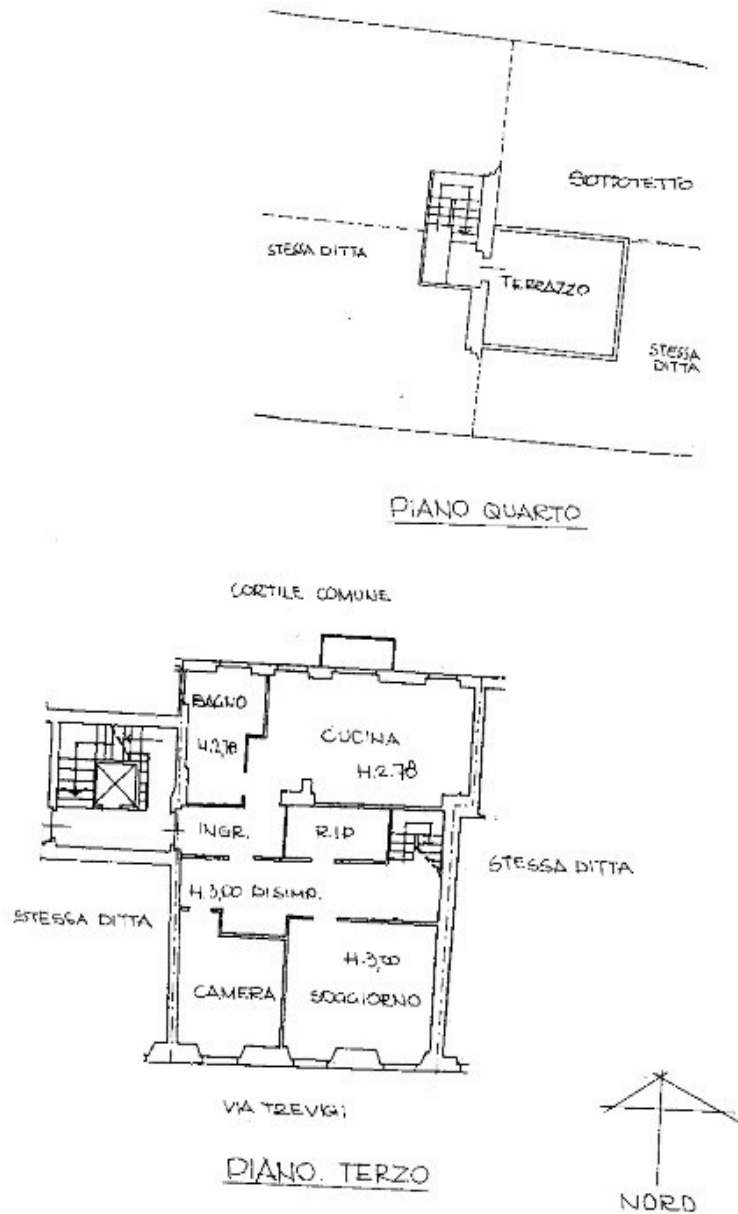 SOTTOTETTO
STESSA DITTA
TERRAZZO
STESSA
DITTA
PIANO QUARTO
CORTILE COMUNE
BAGNO
H.2,78
CUCINA
H.2.78
INGR.
RIP
STESSA DITTA
H.3,00 DISIMP.
STESSA DITTA
H.3,00
CAMERA
SOGGIORNO
VIA TREVIGI
PIANO. TERZO
NORD